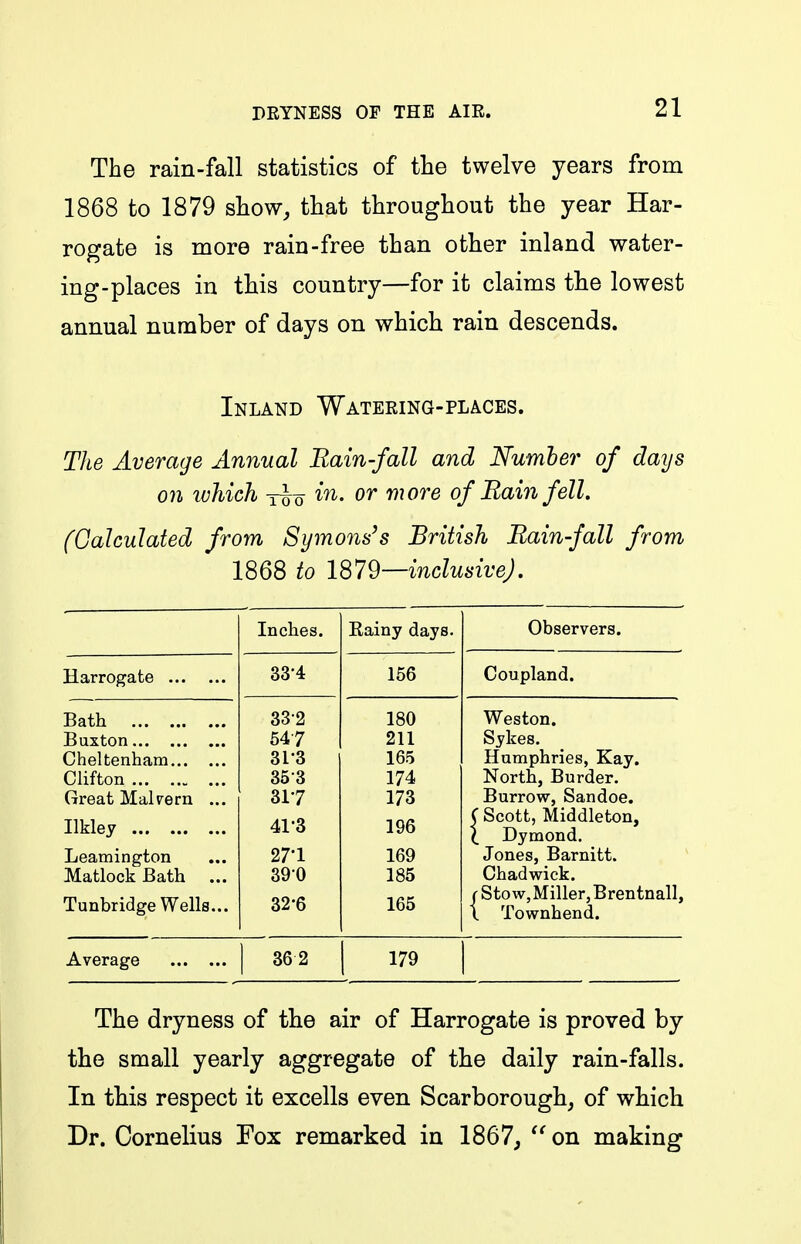 DRYNESS OF THE AIR. 21
The rain-fall statistics of the twelve years from
1868 to 1879 show, that throughout the year Har-
rogate is more rain-free than other inland water-
ing-places in this country—for it claims the lowest
annual number of days on which rain descends.
Inland Watering-places.
The Average Annual Rain-fall and Number of days
on which 1/100 in. or more of Rain fell.
(Calculated from Symons's British Rain-fall from
1868 to 1879—inclusive).
Inches. Rainy days. Observers.
Harrogate ... ... 33·4 156 Coupland.
Bath ... ... ... 33·2 180 Weston.
Buxton... ... ... 54·7 211 Sykes.
Cheltenham... ... 31·3 165 Humphries, Kay.
Clifton ... ... ... 35·3 174 North, Burder.
Great Malvern ... 31·7 173 Burrow, Sandoe.
Ilkley ... ... ... 41·3 196 { Scott, Middleton, Dymond.
Leamington ... 27·1 169 Jones, Barnitt.
Matlock Bath ... 39·0 185 Chadwick.
Tunbridge Wells... 32·6 165 { Stow, Miller, Brentnall, Townhend.
Average ... ... 36 2 179
The dryness of the air of Harrogate is proved by
the small yearly aggregate of the daily rain-falls.
In this respect it excells even Scarborough, of which
Dr. Cornelius Fox remarked in 1867, “on making